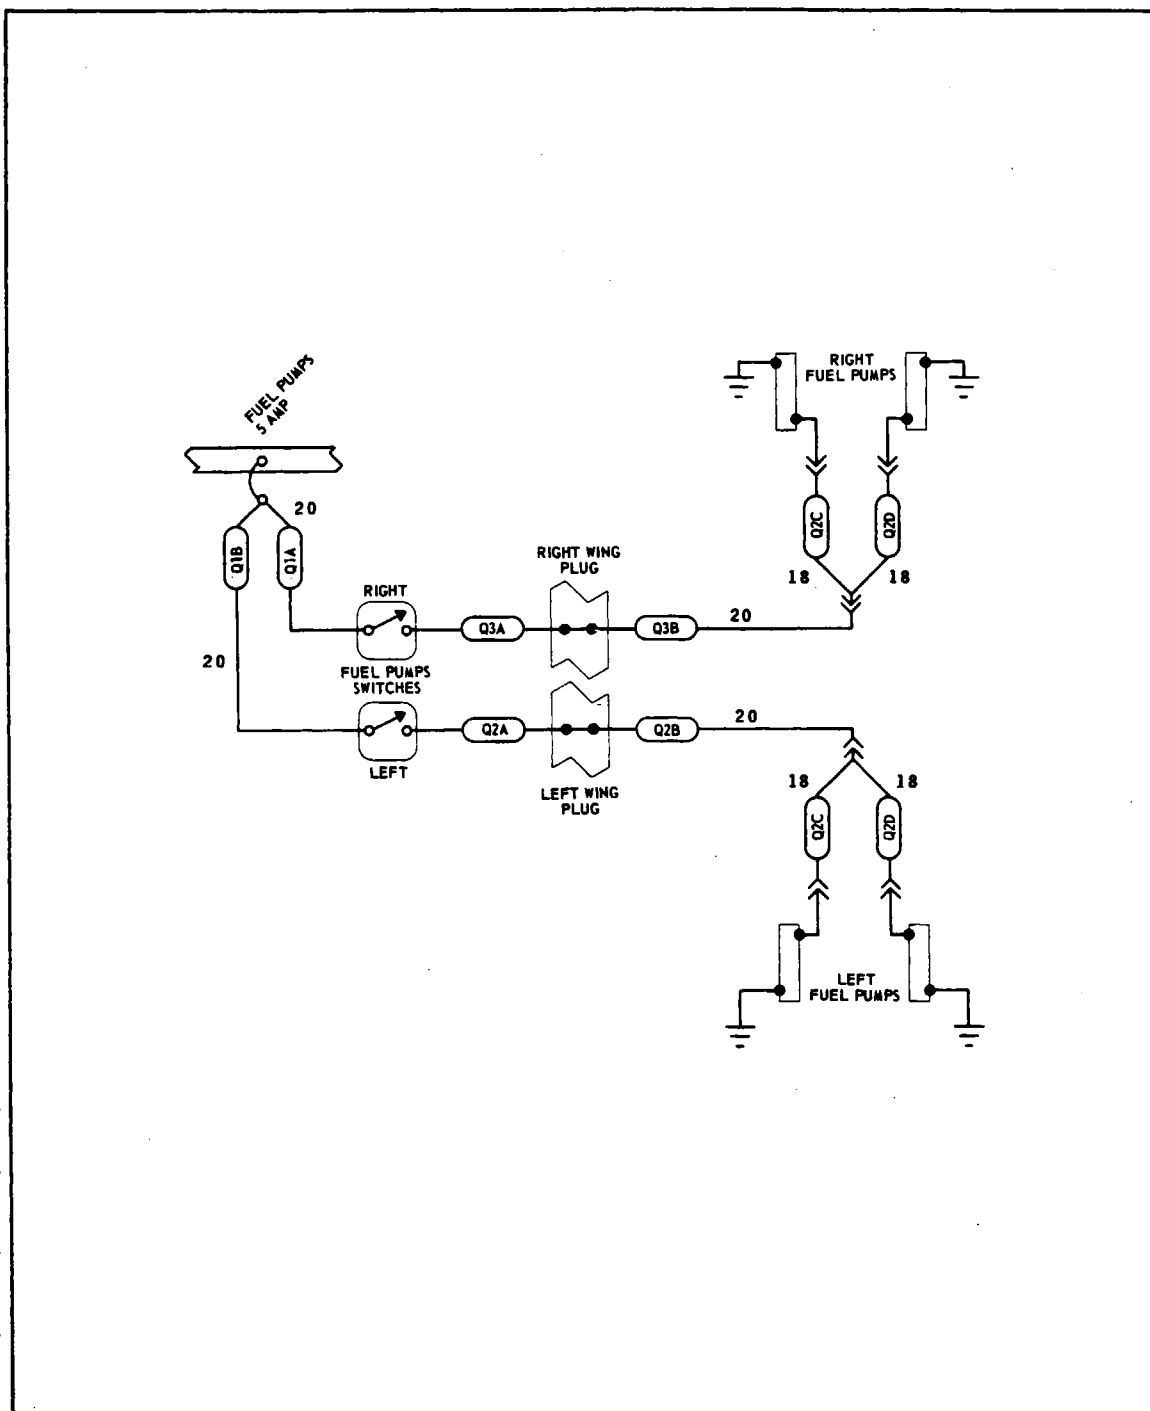 FUEL PUMPS
5 AMP
20
Q1B
Q1A
20
RIGHT
FUEL PUMPS
SWITCHES
LEFT
Q3A
RIGHT WING
PLUG
Q3B
20
Q2A
LEFT WING
PLUG
Q2B
20
RIGHT
FUEL PUMPS
Q2C
Q2D
18
18
18
18
Q2C
Q2D
LEFT
FUEL PUMPS